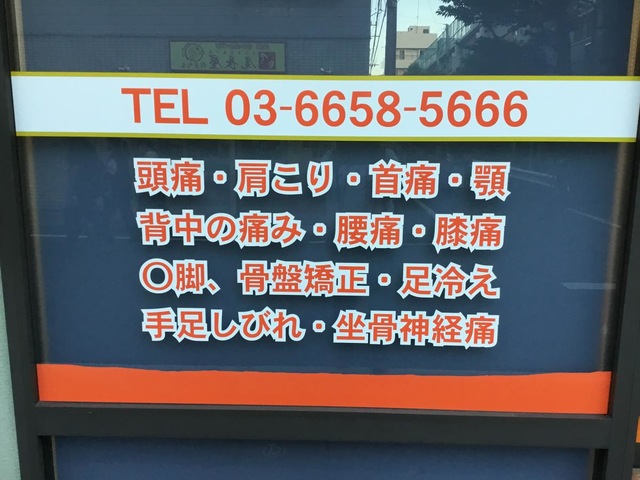 TEL 03-6658-5666
頭痛・肩こり・首痛・顎
背中の痛み・腰痛・膝痛
〇脚、骨盤矯正・足冷え
手足しびれ・坐骨神経痛